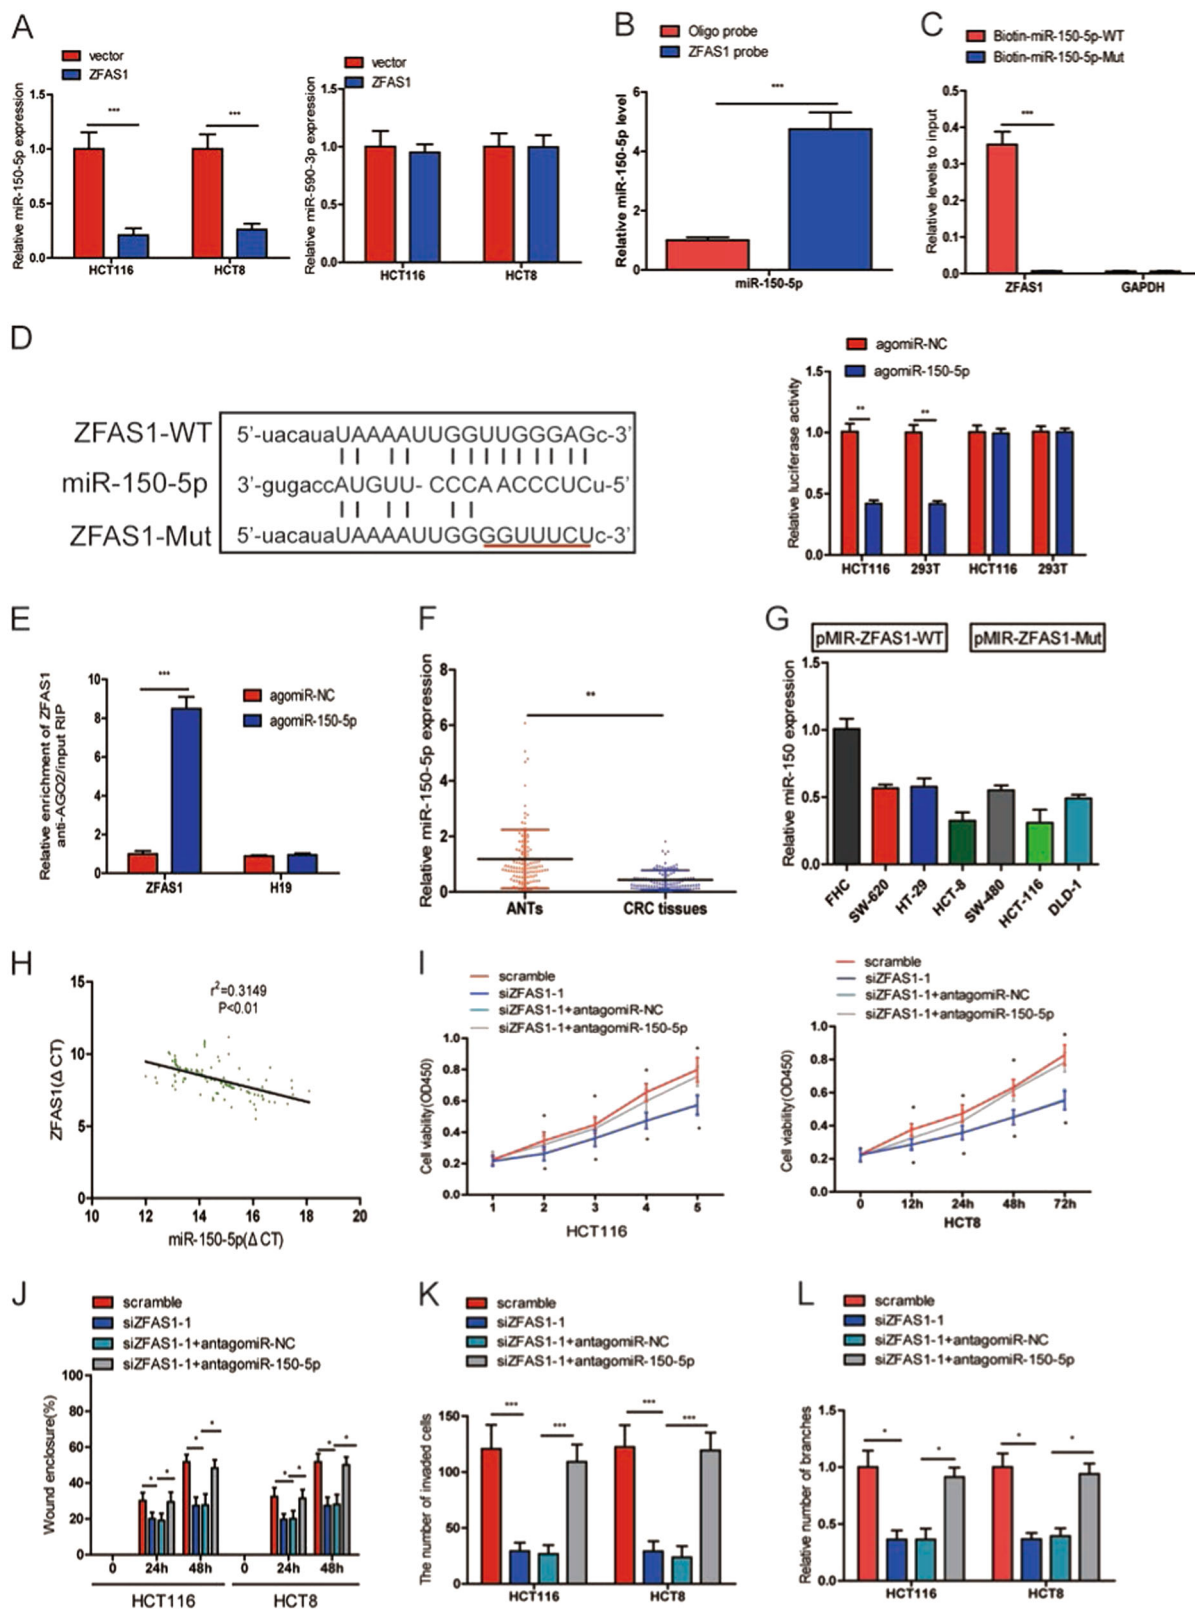 A
vector
ZFAS1
Relative miR-150-5p expression
1.5
1.0
0.5
0.0
***
***
HCT116
HCT8
vector
ZFAS1
Relative miR-590-3p expression
1.5
1.0
0.5
0.0
HCT116
HCT8
B
Oligo probe
ZFAS1 probe
Relative miR-150-5p level
6
4
2
0
***
miR-150-5p
C
Biotin-miR-150-5p-WT
Biotin-miR-150-5p-Mut
Relative levels to input
0.5
0.4
0.3
0.2
0.1
0.0
***
ZFAS1
GAPDH
D
ZFAS1-WT
5'-uacauaUAAAAUUGGUUGGGAGc-3'
miR-150-5p
3'-gugaccAUGUU- CCCAACCCUCu-5'
ZFAS1-Mut
5'-uacauaUAAAAUUGGGGUUUCUc-3'
agomiR-NC
agomiR-150-5p
Relative luciferase activity
1.5
1.0
0.5
0.0
**
**
HCT116
293T
HCT116
293T
pMIR-ZFAS1-WT
pMIR-ZFAS1-Mut
E
Relative enrichment of ZFAS1
anti-AGO2/input RIP
10
8
6
4
2
0
***
agomiR-NC
agomiR-150-5p
ZFAS1
H19
F
Relative miR-150-5p expression
8
6
4
2
0
**
ANTs
CRC tissues
G
Relative miR-150 expression
1.5
1.0
0.5
0.0
FHC
SW-620
HT-29
HCT-8
SW-480
HCT-116
DLD-1
H
ZFAS1(Δ CT)
15
10
5
0
r²=0.3149
P<0.01
10
12
14
16
18
20
miR-150-5p(Δ CT)
I
scramble
siZFAS1-1
siZFAS1-1+antagomiR-NC
siZFAS1-1+antagomiR-150-5p
Cell viability(OD450)
1.0
0.8
0.6
0.4
0.2
0.0
1
2
3
4
5
HCT116
scramble
siZFAS1-1
siZFAS1-1+antagomiR-NC
siZFAS1-1+antagomiR-150-5p
Cell viability(OD450)
1.0
0.8
0.6
0.4
0.2
0.0
0
12h
24h
48h
72h
HCT8
J
scramble
siZFAS1-1
siZFAS1-1+antagomiR-NC
siZFAS1-1+antagomiR-150-5p
Wound enclosure(%)
100
80
60
40
20
0
* * * *
* * * *
0
24h
48h
0
24h
48h
HCT116
HCT8
K
scramble
siZFAS1-1
siZFAS1-1+antagomiR-NC
siZFAS1-1+antagomiR-150-5p
The number of invaded cells
150
100
50
0
***
***
***
***
HCT116
HCT8
L
scramble
siZFAS1-1
siZFAS1-1+antagomiR-NC
siZFAS1-1+antagomiR-150-5p
Relative number of branches
1.5
1.0
0.5
0.0
*
*
*
*
HCT116
HCT8